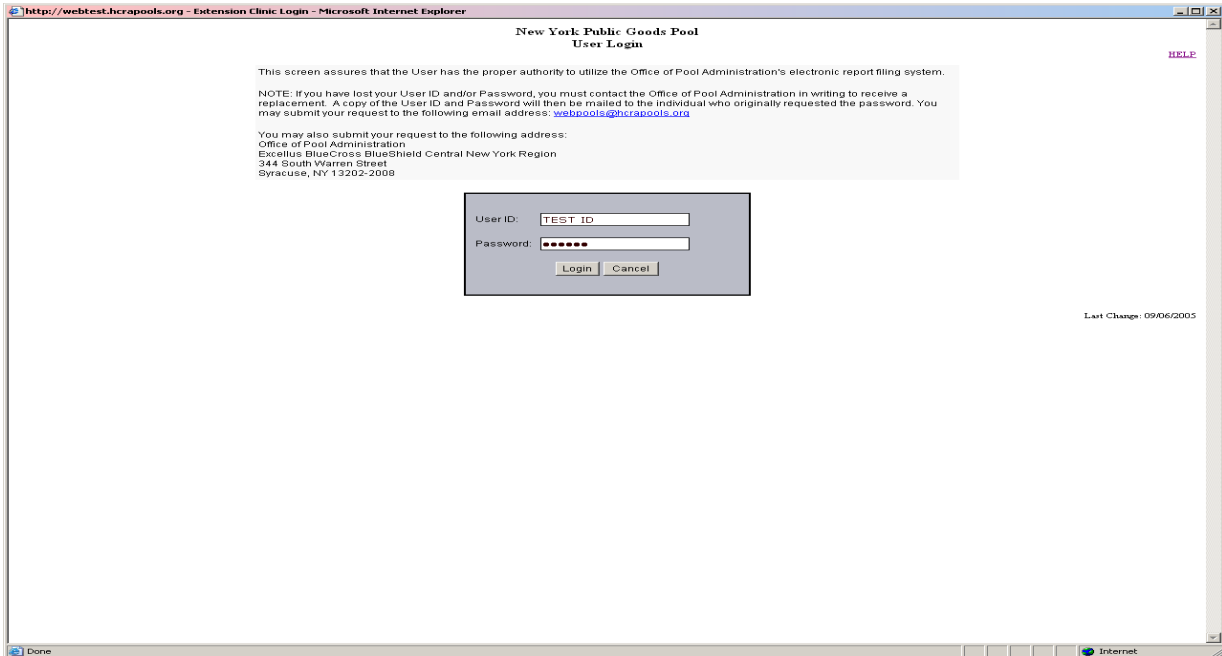 http://webtest.hcrapools.org - Extension Clinic Login - Microsoft Internet Explorer
New York Public Goods Pool
User Login
HELP
This screen assures that the User has the proper authority to utilize the Office of Pool Administration's electronic report filing system.
NOTE: If you have lost your User ID and/or Password, you must contact the Office of Pool Administration in writing to receive a
replacement. A copy of the User ID and Password will then be mailed to the individual who originally requested the password. You
may submit your request to the following email address: webpools@hcrapools.org
You may also submit your request to the following address:
Office of Pool Administration
Excellus BlueCross BlueShield Central New York Region
344 South Warren Street
Syracuse, NY 13202-2008
User ID: TEST ID
Password: ●●●●●●
Login Cancel
Last Change: 09/06/2005
Done Internet